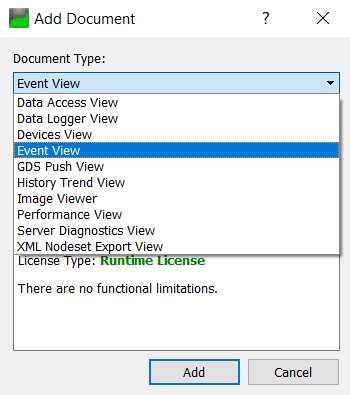 Add Document
?
Document Type:
Event View
Data Access View
Data Logger View
Devices View
Event View
GDS Push View
History Trend View
Image Viewer
Performance View
Server Diagnostics View
XML Nodeset Export View
License Type: Runtime License
There are no functional limitations.
Add
Cancel